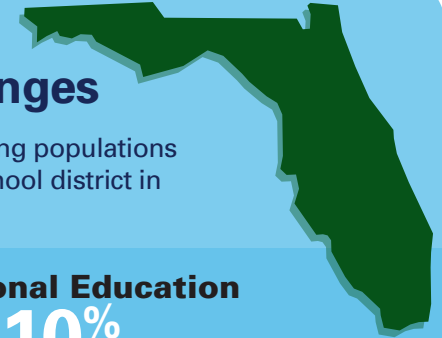 nges
ng populations
hool district in
onal Education
10%